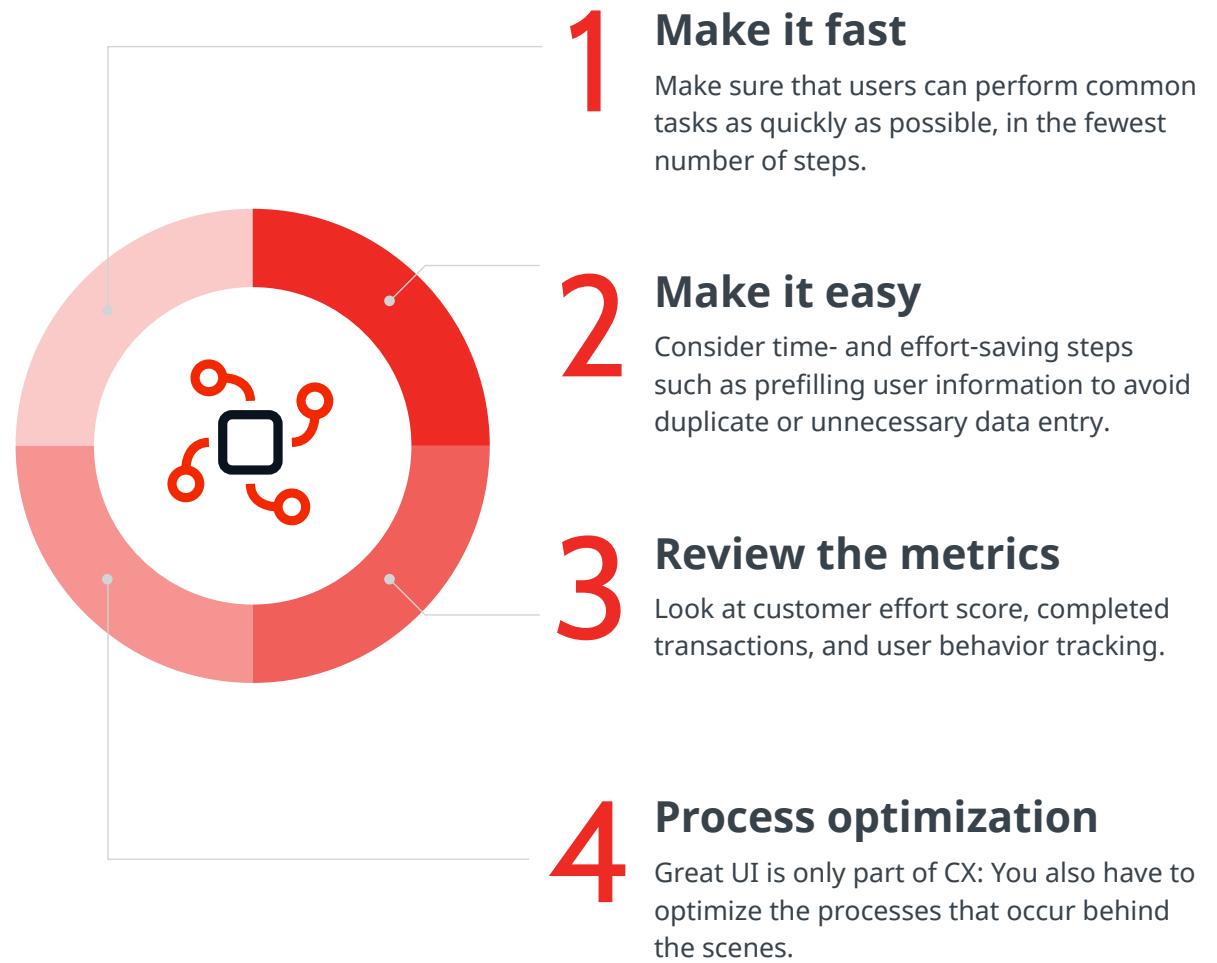 1
Make it fast
Make sure that users can perform common
tasks as quickly as possible, in the fewest
number of steps.
2
Make it easy
Consider time- and effort-saving steps
such as prefilling user information to avoid
duplicate or unnecessary data entry.
3
Review the metrics
Look at customer effort score, completed
transactions, and user behavior tracking.
4
Process optimization
Great UI is only part of CX: You also have to
optimize the processes that occur behind
the scenes.